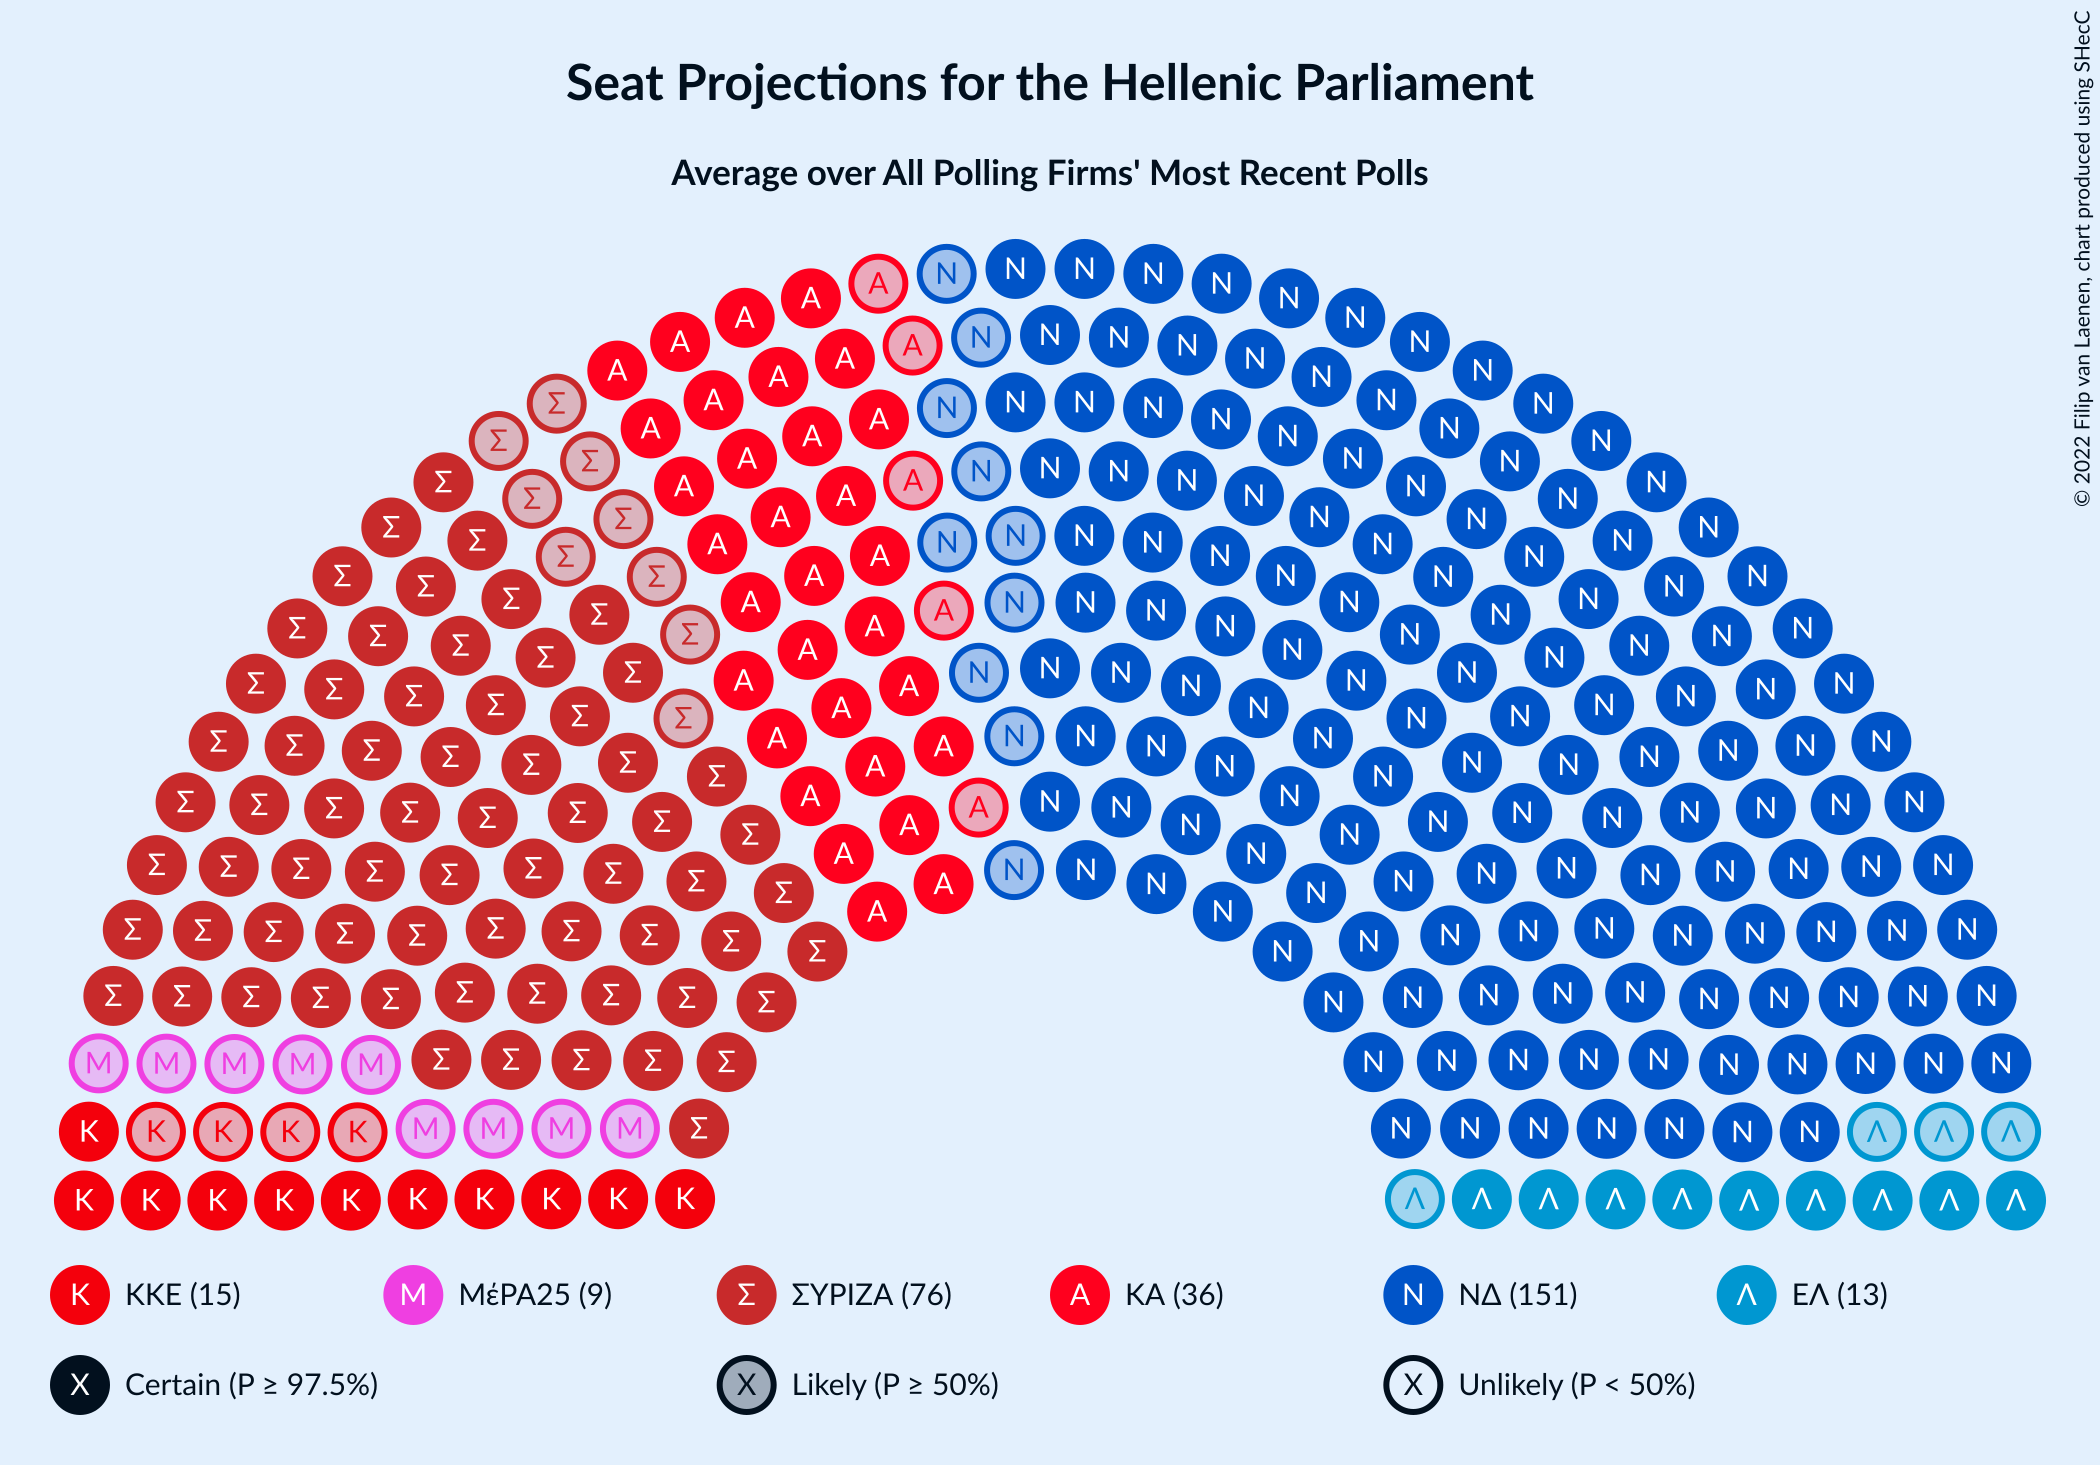 Seat Projections for the Hellenic Parliament
Average over All Polling Firms' Most Recent Polls
© 2022 Filip van Laenen, chart produced using SHecC
Κ ΚΚΕ (15)
Μ ΜέΡΑ25 (9)
Σ ΣΥΡΙΖΑ (76)
Α ΚΑ (36)
Ν ΝΔ (151)
Λ ΕΛ (13)
X Certain (P ≥ 97.5%)
X Likely (P ≥ 50%)
X Unlikely (P < 50%)